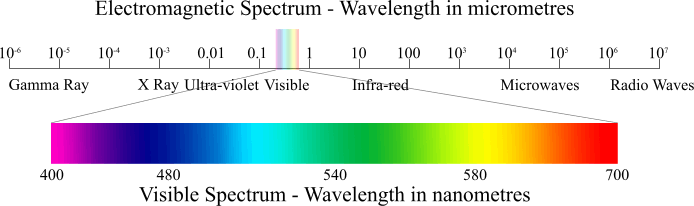 Electromagnetic Spectrum - Wavelength in micrometres
10⁻⁶ 10⁻⁵ 10⁻⁴ 10⁻³ 0.01 0.1 1 10 100 10³ 10⁴ 10⁵ 10⁶ 10⁷
Gamma Ray X Ray Ultra-violet Visible Infra-red Microwaves Radio Waves
400 480 540 580 700
Visible Spectrum - Wavelength in nanometres